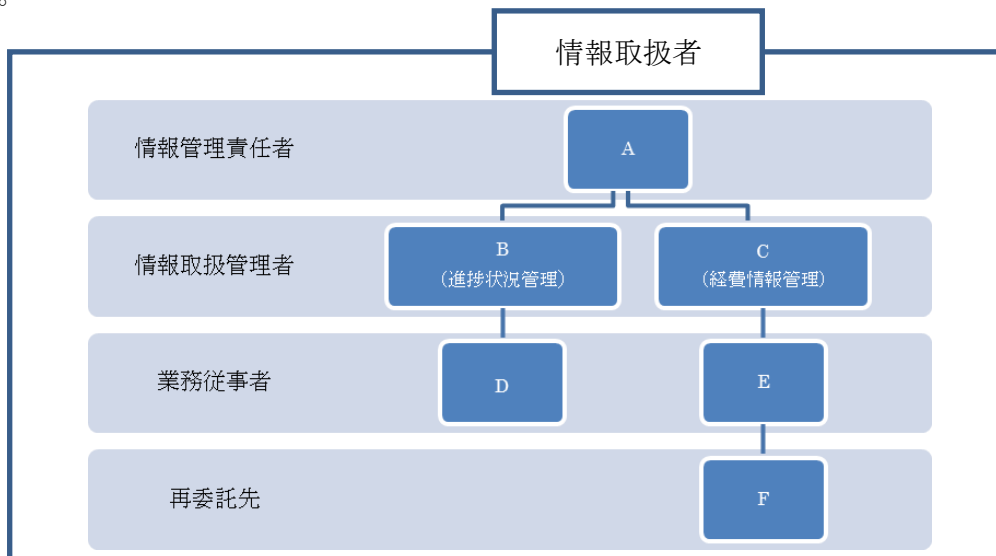 。
情報取扱者
情報管理責任者
A
情報取扱管理者
B
(進捗状況管理)
C
(経費情報管理)
業務従事者
D
E
再委託先
F